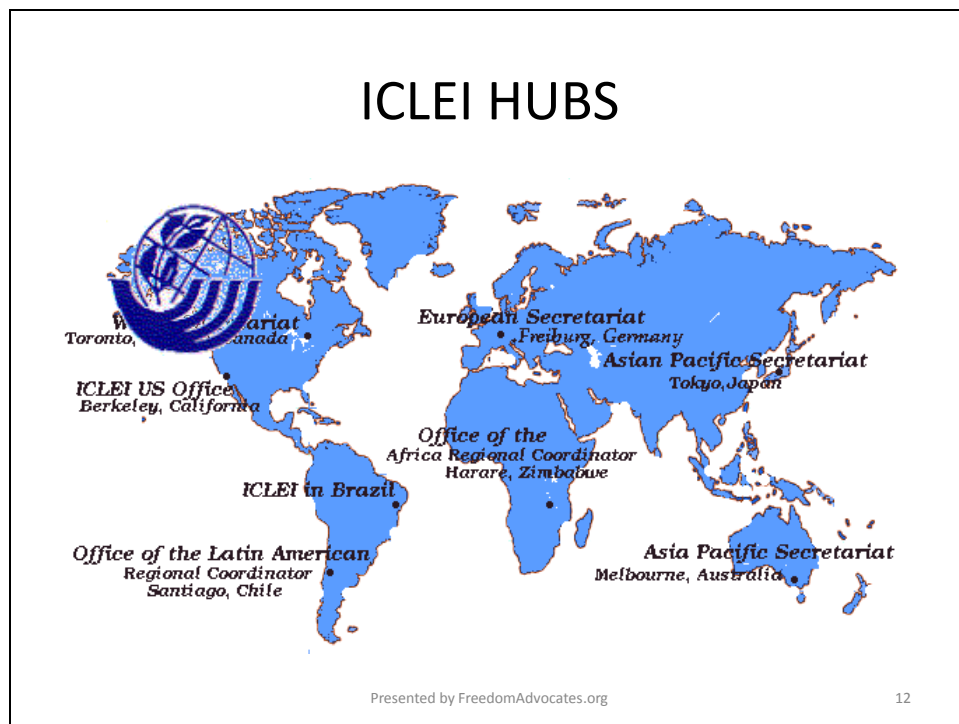 ICLEI HUBS
ariat
Toronto, anada
European Secretariat
Freiburg, Germany
Asian Pacific Secretariat
Tokyo,Japan
ICLEI US Office
Berkeley, California
Office of the
Africa Regional Coordinator
Harare, Zimbabwe
ICLEI in Brazil
Office of the Latin American
Regional Coordinator
Santiago, Chile
Asia Pacific Secretariat
Melbourne, Australia
Presented by FreedomAdvocates.org 12